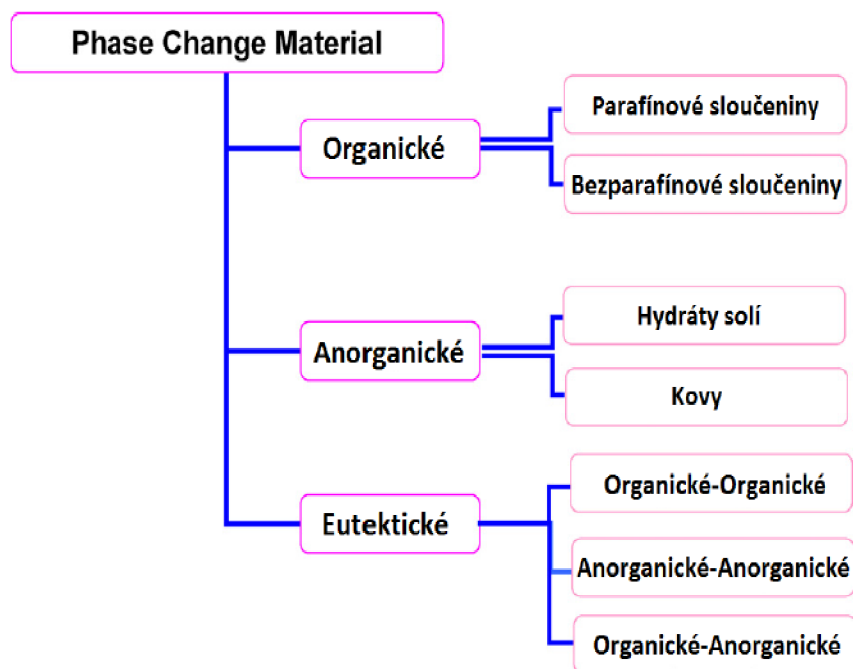 Phase Change Material
Organické
Parafínové sloučeniny
Bezparafínové sloučeniny
Anorganické
Hydráty solí
Kovy
Eutektické
Organické-Organické
Anorganické-Anorganické
Organické-Anorganické